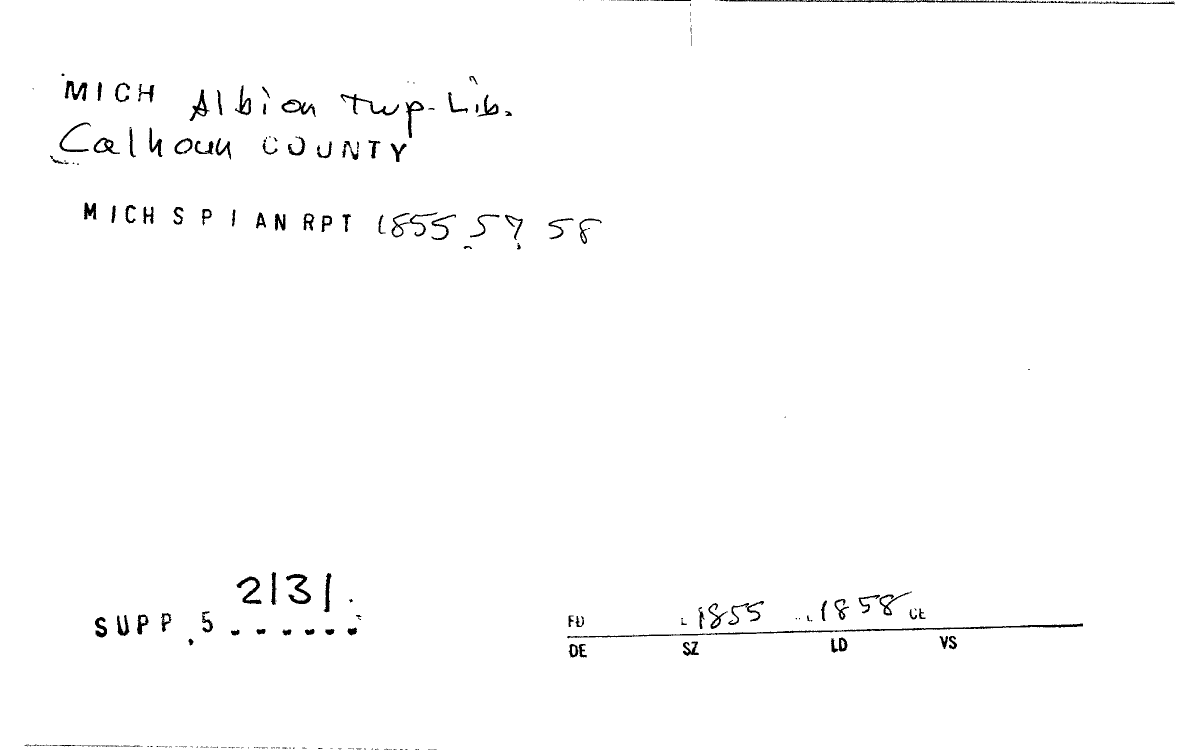 MICH Albion Twp. Lib.
Calhoun COUNTY
MICH S P I AN RPT 1855, 57, 58
2131.
SUPP. 5 ------
FD 1855 1858 CE
DE SZ LD VS